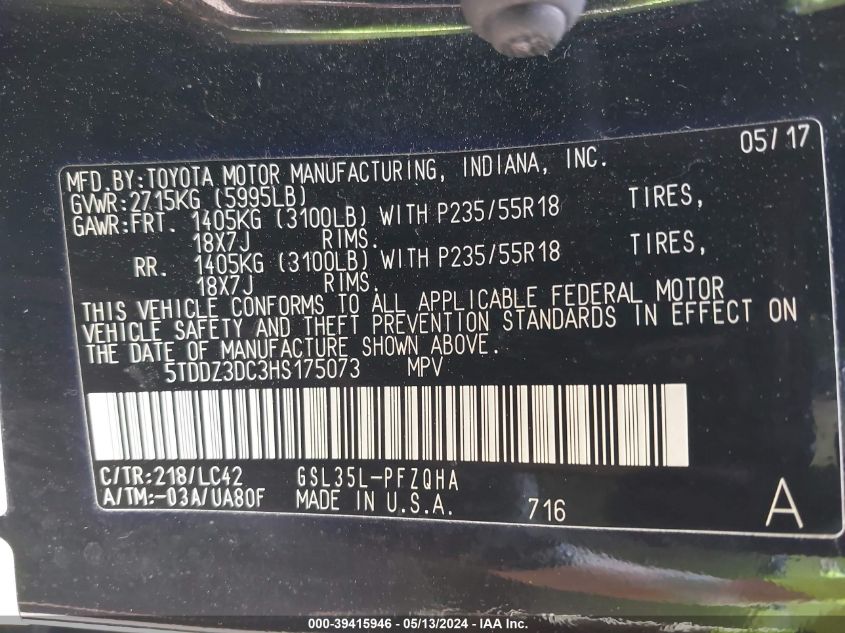 05/17
MFD.BY:TOYOTA MOTOR MANUFACTURING, INDIANA, INC.
GVWR:2715KG (5995LB)
GAWR:FRT. 1405KG (3100LB) WITH P235/55R18 TIRES,
18X7J RIMS.
RR. 1405KG (3100LB) WITH P235/55R18 TIRES,
18X7J RIMS.
THIS VEHICLE CONFORMS TO ALL APPLICABLE FEDERAL MOTOR
VEHICLE SAFETY AND THEFT PREVENTION STANDARDS IN EFFECT ON
THE DATE OF MANUFACTURE SHOWN ABOVE.
5TDDZ3DC3HS175073 MPV
C/TR:218/LC42 GSL35L-PFZQHA
A/TM:-03A/UA80F MADE IN U.S.A. 716 A
000-39415946 - 05/13/2024 - IAA Inc.